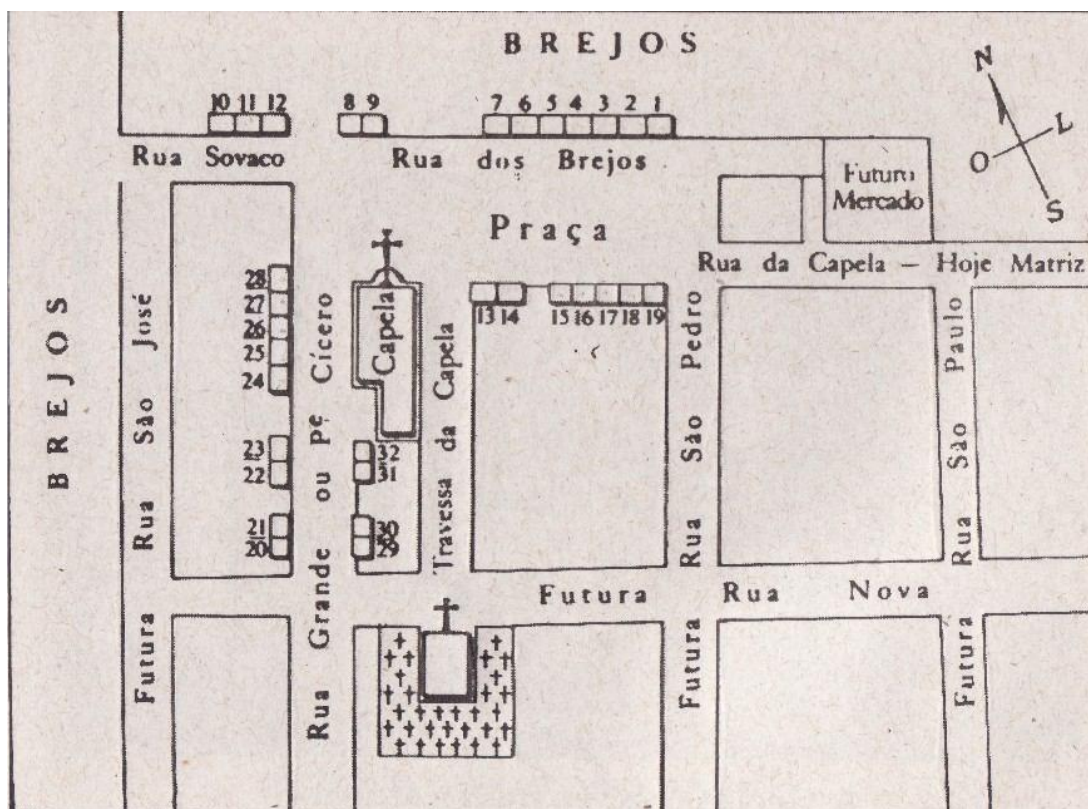 BREJOS
N
L
O
S
10 11 12
8 9
7 6 5 4 3 2 1
Rua Sovaco
Rua dos Brejos
Futuro
Mercado
Praça
Rua da Capela – Hoje Matriz
28
27
26
25
24
23
22
21
20
Capela
32
31
30
29
13 14
15 16 17 18 19
BREJOS
Futura Rua São José
Rua Grande ou Pe Cícero
Travessa da Capela
Futura Rua São Pedro
Futura Rua São Paulo
Futura Rua Nova